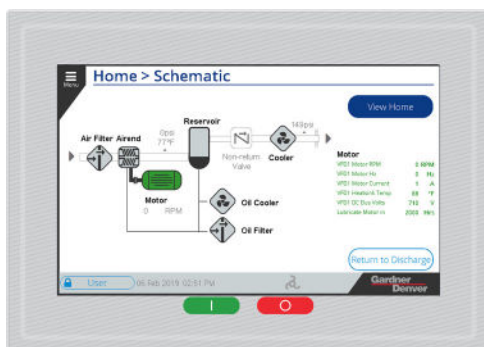 Menu
Home > Schematic
View Home
Reservoir
Air Filter Airend
0psi
77°F
149psi
Non-return
Valve
Cooler
Motor
0 RPM
Oil Cooler
Oil Filter
Motor
VFD1 Motor RPM 0 RPM
VFD1 Motor Hz 0 Hz
VFD1 Motor Current 1 A
VFD1 Heatsink Temp 88 °F
VFD1 DC Bus Volts 710 V
Lubricate Motor in 2000 Hrs
Return to Discharge
User
06 Feb 2019 02:51 PM
Gardner
Denver